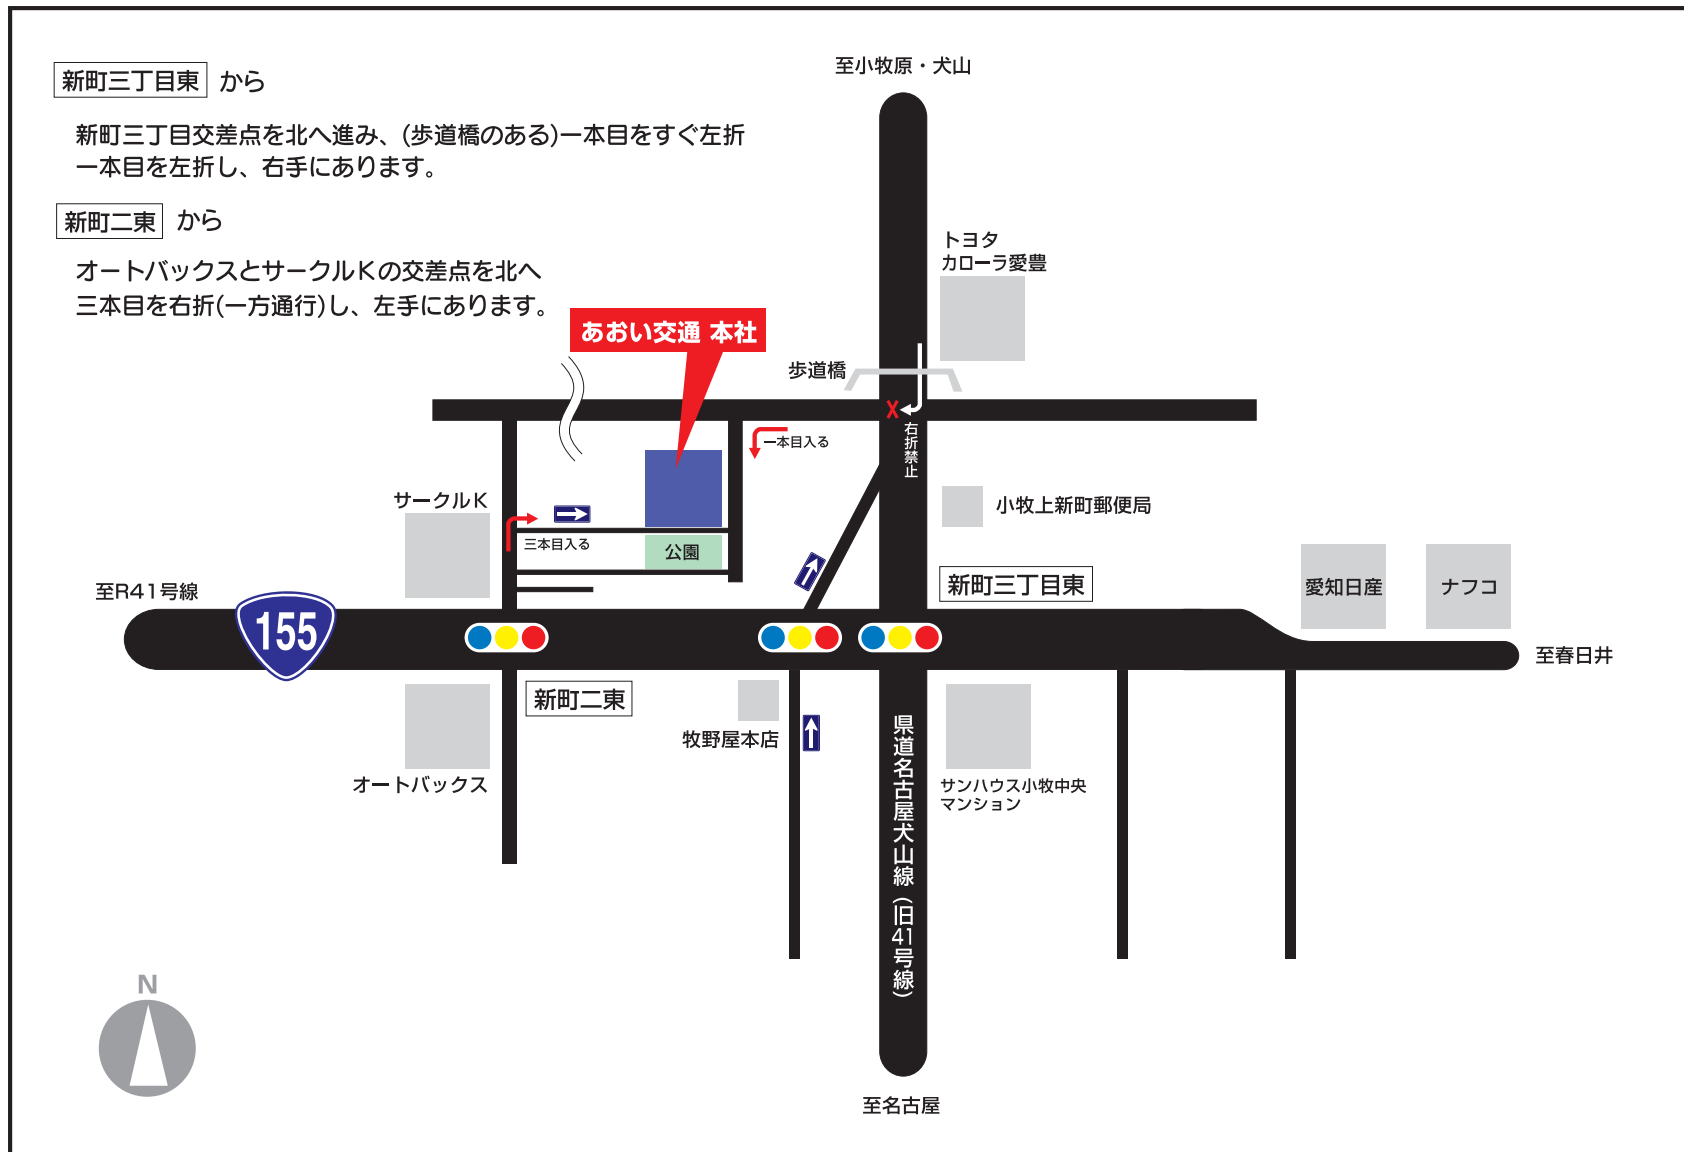 新町三丁目東 から
新町三丁目交差点を北へ進み、(歩道橋のある)一本目をすぐ左折
一本目を左折し、右手にあります。
新町二東 から
オートバックスとサークルKの交差点を北へ
三本目を右折(一方通行)し、左手にあります。
至小牧原・犬山
トヨタ
カローラ愛豊
あおい交通 本社
歩道橋
X
右折禁止
一本目入る
サークルK
三本目入る
公園
小牧上新町郵便局
至R41号線
155
新町三丁目東
愛知日産
ナフコ
至春日井
新町二東
牧野屋本店
オートバックス
県道名古屋犬山線（旧41号線）
サンハウス小牧中央
マンション
N
至名古屋